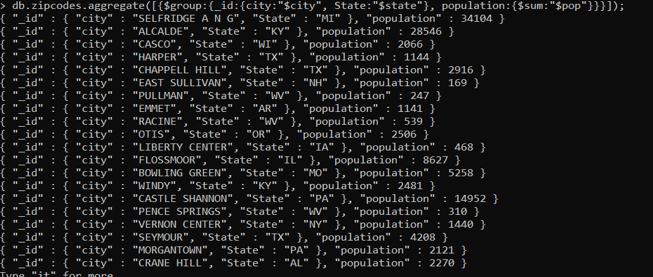 > db.zipcodes.aggregate([{$group:{_id:{city:"$city", State:"$state"}, population:{$sum:"$pop"}}}]);
{ "_id" : { "city" : "SELFRIDGE A N G", "State" : "MI" }, "population" : 34104 }
{ "_id" : { "city" : "ALCALDE", "State" : "KY" }, "population" : 28546 }
{ "_id" : { "city" : "CASCO", "State" : "WI" }, "population" : 2066 }
{ "_id" : { "city" : "HARPER", "State" : "TX" }, "population" : 1144 }
{ "_id" : { "city" : "CHAPPELL HILL", "State" : "TX" }, "population" : 2916 }
{ "_id" : { "city" : "EAST SULLIVAN", "State" : "NH" }, "population" : 169 }
{ "_id" : { "city" : "PULLMAN", "State" : "WV" }, "population" : 247 }
{ "_id" : { "city" : "EMMET", "State" : "AR" }, "population" : 1141 }
{ "_id" : { "city" : "RACINE", "State" : "WV" }, "population" : 539 }
{ "_id" : { "city" : "OTIS", "State" : "OR" }, "population" : 2506 }
{ "_id" : { "city" : "LIBERTY CENTER", "State" : "IA" }, "population" : 468 }
{ "_id" : { "city" : "FLOSSMOOR", "State" : "IL" }, "population" : 8627 }
{ "_id" : { "city" : "BOWLING GREEN", "State" : "MO" }, "population" : 5258 }
{ "_id" : { "city" : "WINDY", "State" : "KY" }, "population" : 2481 }
{ "_id" : { "city" : "CASTLE SHANNON", "State" : "PA" }, "population" : 14952 }
{ "_id" : { "city" : "PENCE SPRINGS", "State" : "WV" }, "population" : 310 }
{ "_id" : { "city" : "VERNON CENTER", "State" : "NY" }, "population" : 1440 }
{ "_id" : { "city" : "SEYMOUR", "State" : "TX" }, "population" : 4208 }
{ "_id" : { "city" : "MORGANTOWN", "State" : "PA" }, "population" : 2121 }
{ "_id" : { "city" : "CRANE HILL", "State" : "AL" }, "population" : 2270 }
Type "it" for more